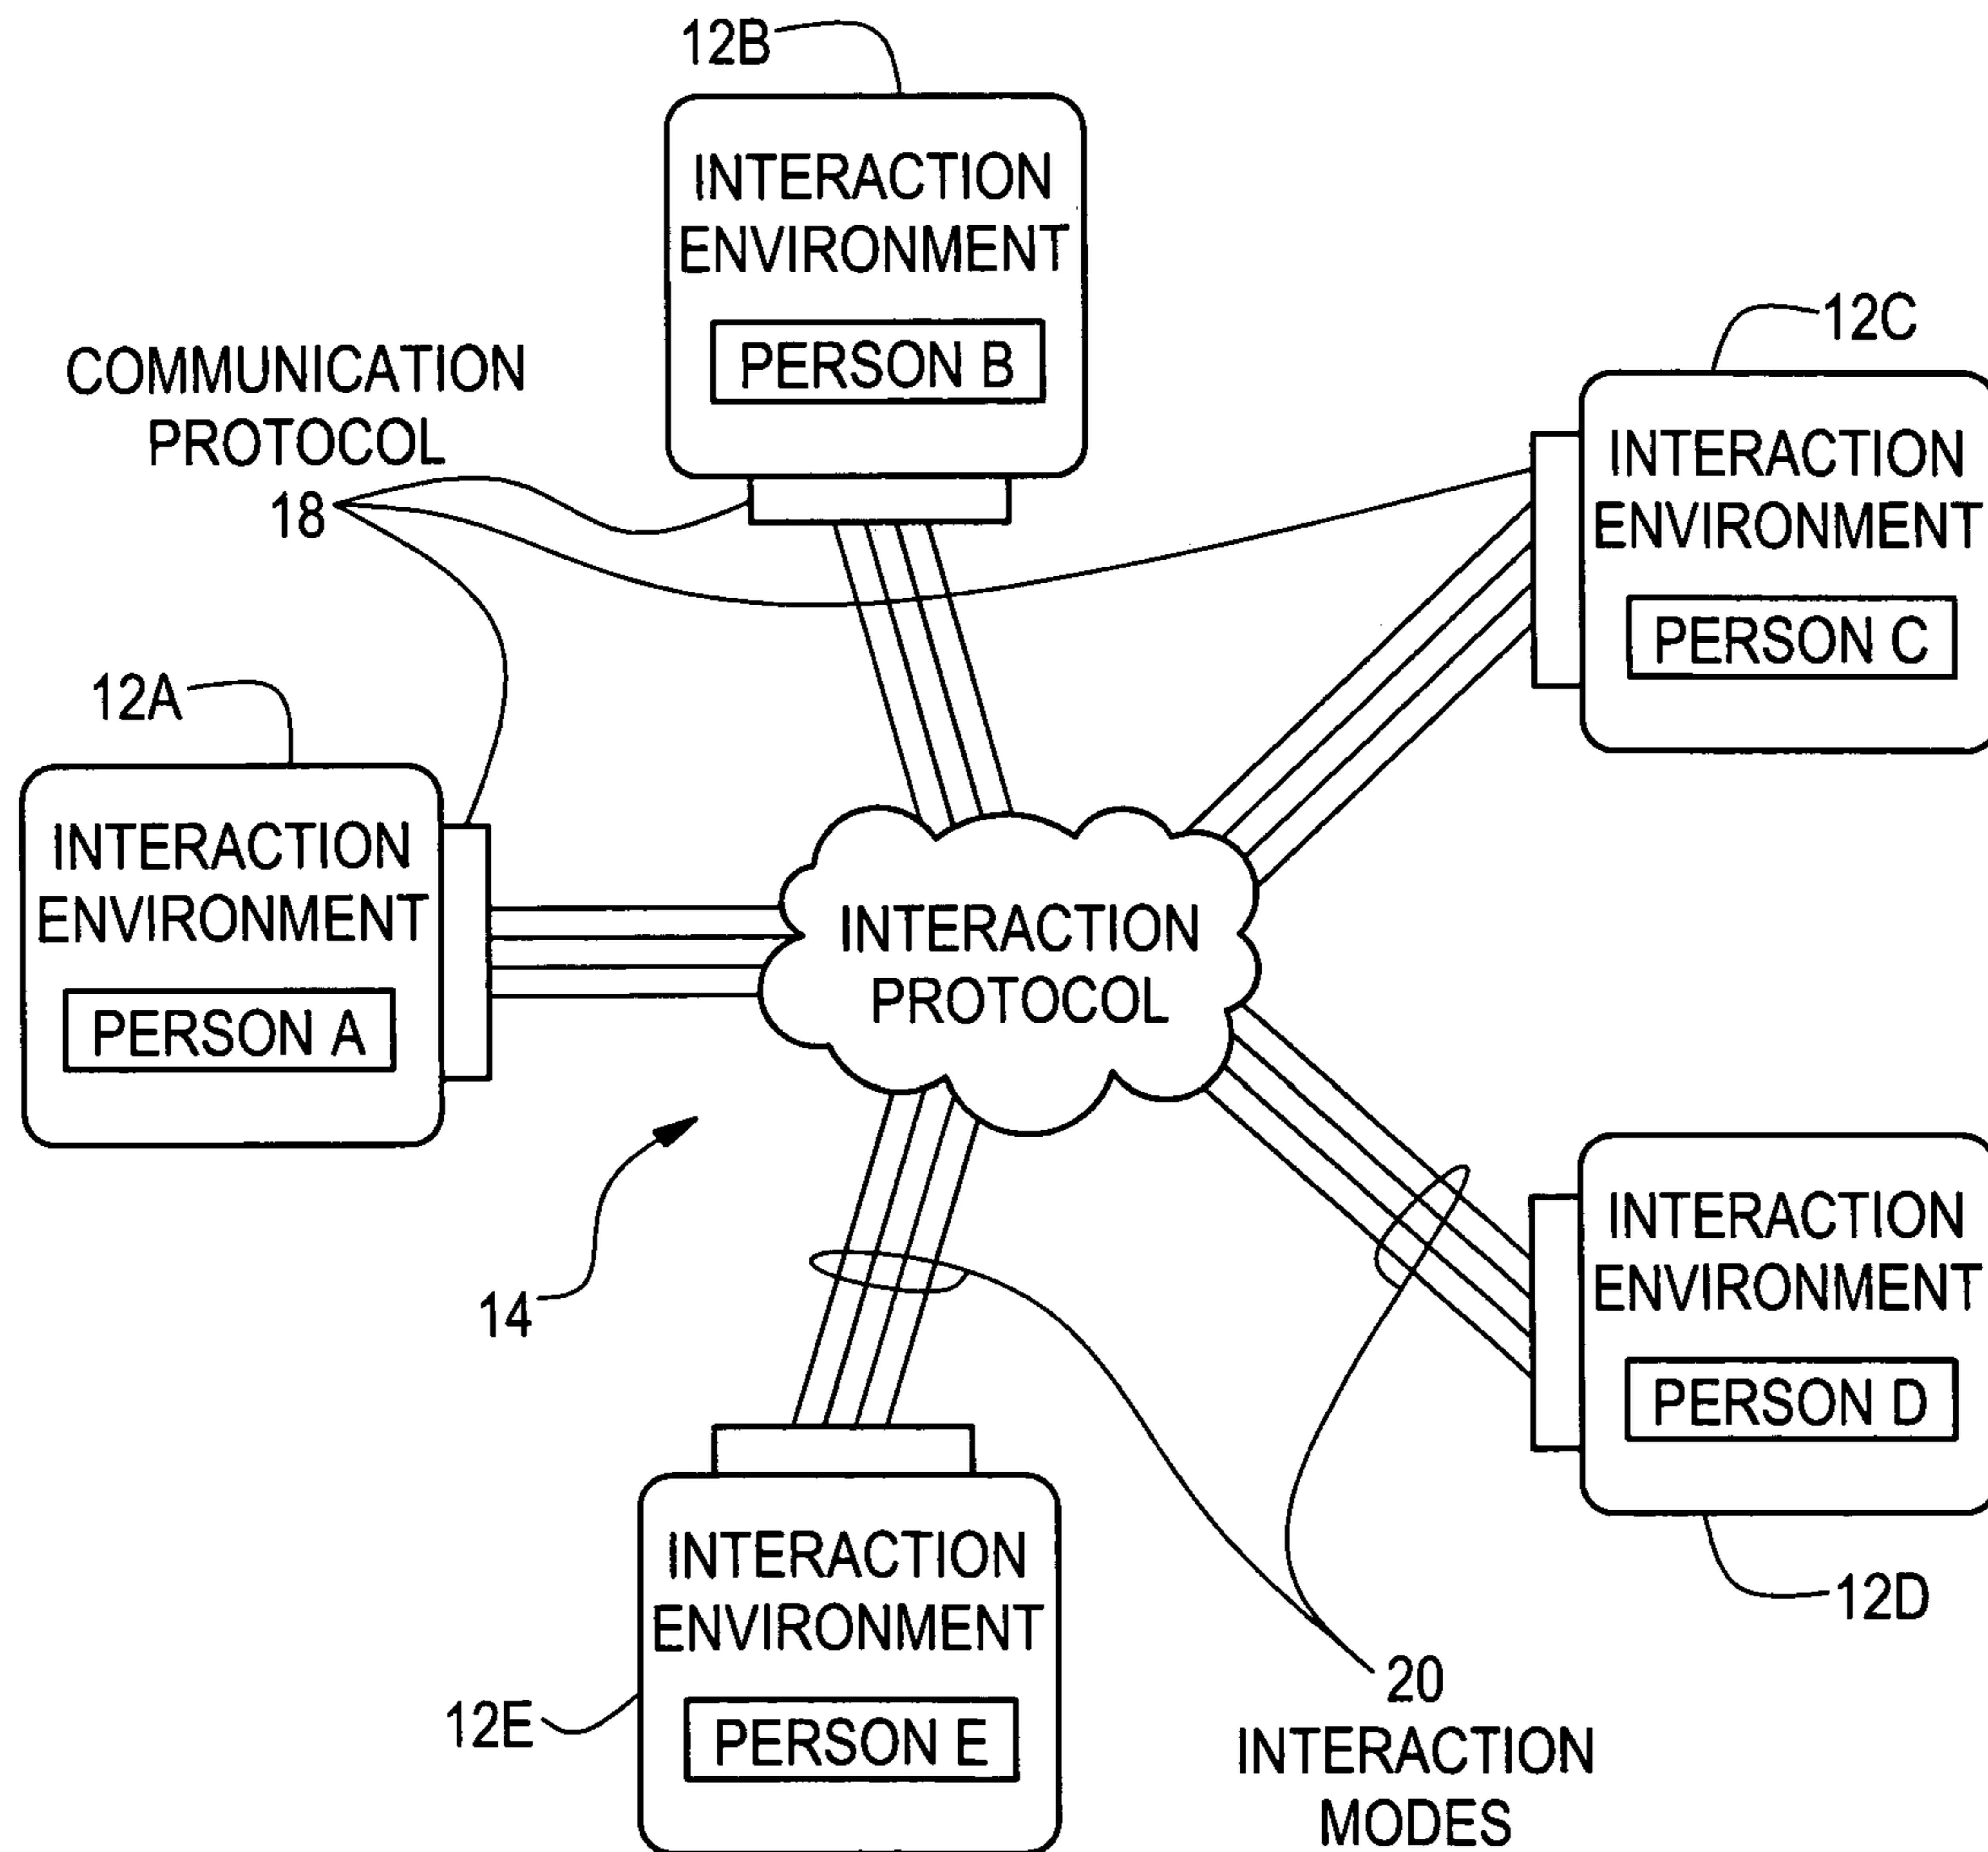 12B
INTERACTION
ENVIRONMENT
PERSON B
COMMUNICATION
PROTOCOL
18
12C
INTERACTION
ENVIRONMENT
PERSON C
12A
INTERACTION
ENVIRONMENT
PERSON A
INTERACTION
PROTOCOL
14
INTERACTION
ENVIRONMENT
PERSON D
12D
INTERACTION
ENVIRONMENT
PERSON E
12E
20
INTERACTION
MODES